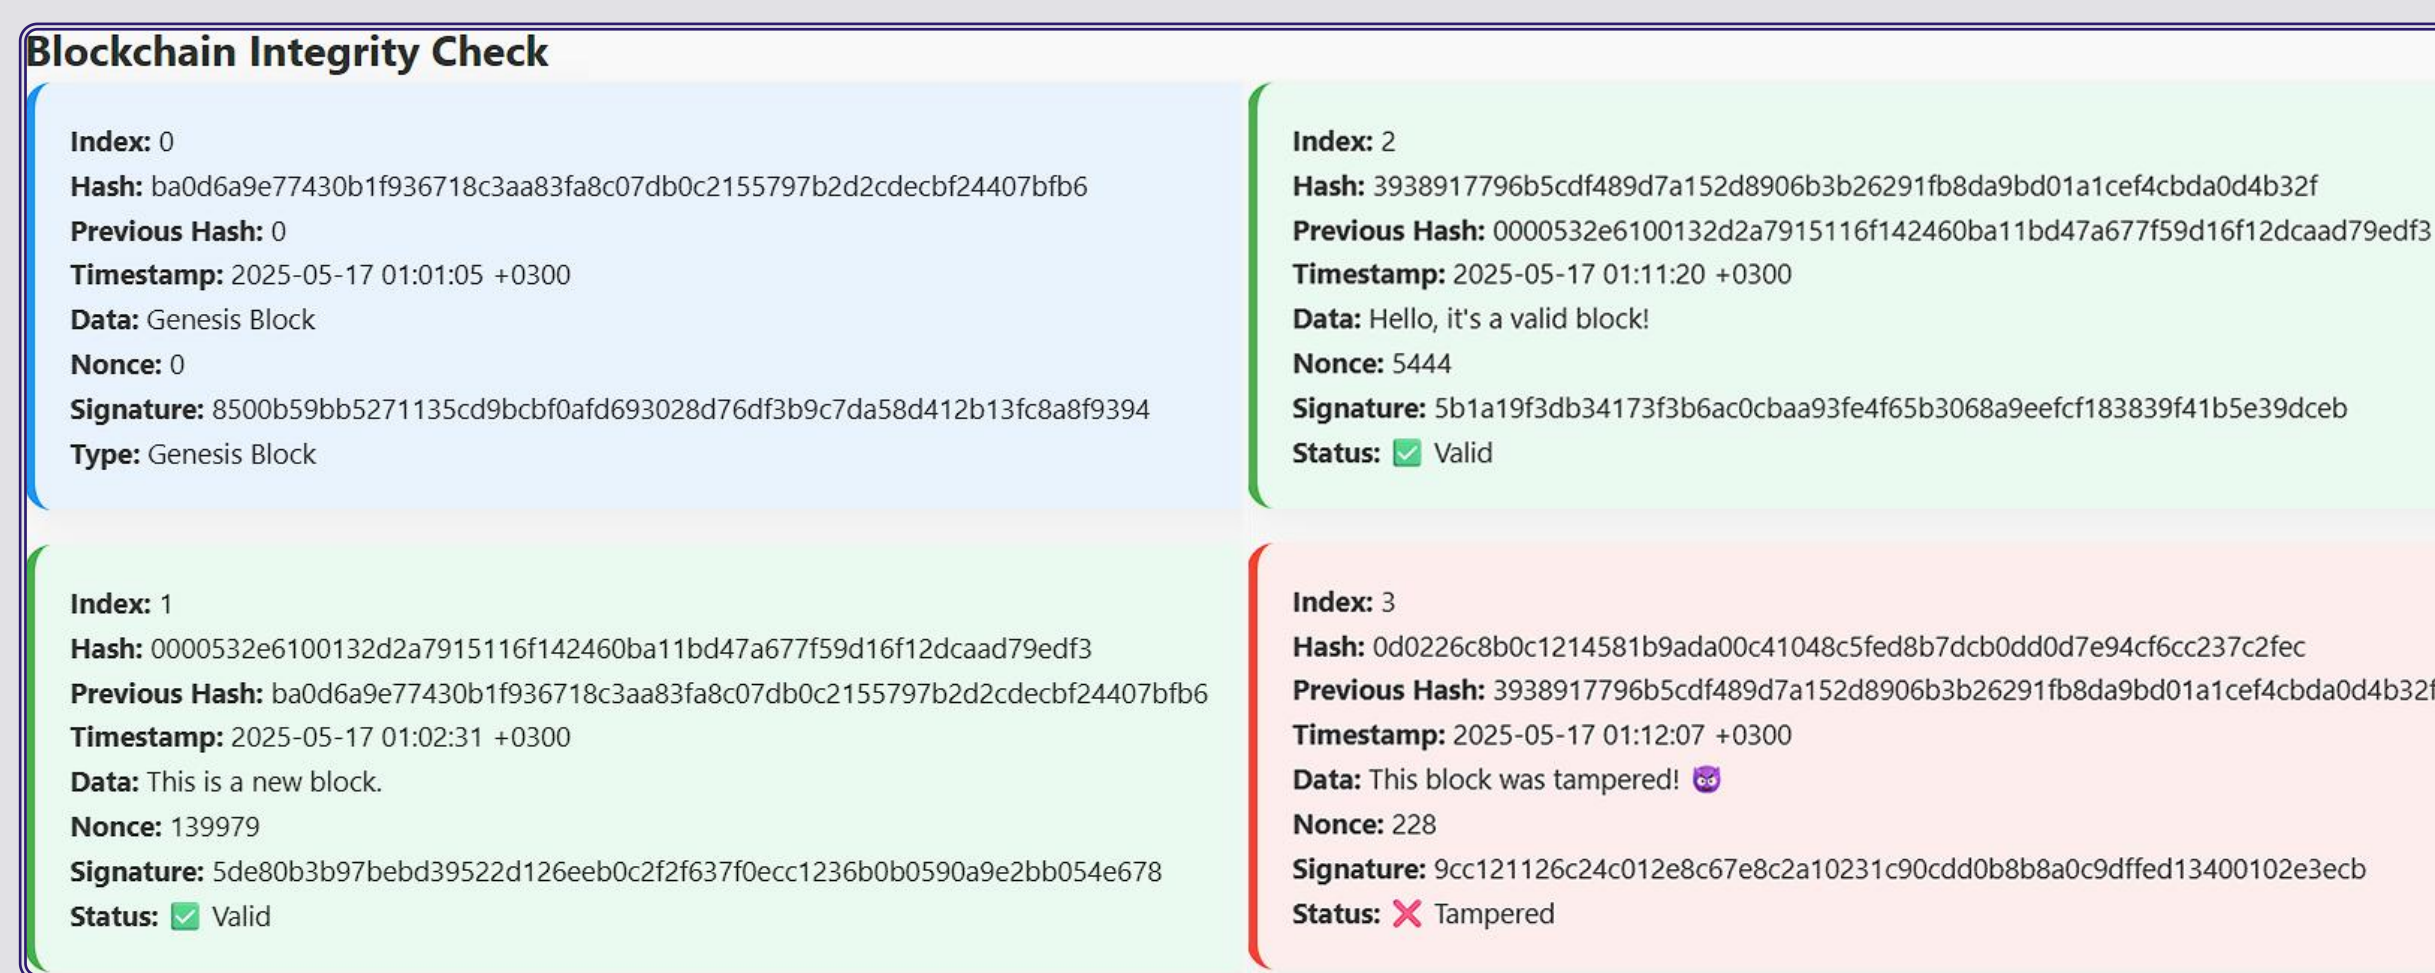 Blockchain Integrity Check
Index: 0
Hash: ba0d6a9e77430b1f936718c3aa83fa8c07db0c2155797b2d2cdecbf24407bfb6
Previous Hash: 0
Timestamp: 2025-05-17 01:01:05 +0300
Data: Genesis Block
Nonce: 0
Signature: 8500b59bb5271135cd9bcbf0afd693028d76df3b9c7da58d412b13fc8a8f9394
Type: Genesis Block
Index: 1
Hash: 0000532e6100132d2a7915116f142460ba11bd47a677f59d16f12dcaad79edf3
Previous Hash: ba0d6a9e77430b1f936718c3aa83fa8c07db0c2155797b2d2cdecbf24407bfb6
Timestamp: 2025-05-17 01:02:31 +0300
Data: This is a new block.
Nonce: 139979
Signature: 5de80b3b97bebd39522d126eeb0c2f2f637f0ecc1236b0b0590a9e2bb054e678
Status: ✅ Valid
Index: 2
Hash: 3938917796b5cdf489d7a152d8906b3b26291fb8da9bd01a1cef4cbda0d4b32f
Previous Hash: 0000532e6100132d2a7915116f142460ba11bd47a677f59d16f12dcaad79edf3
Timestamp: 2025-05-17 01:11:20 +0300
Data: Hello, it's a valid block!
Nonce: 5444
Signature: 5b1a19f3db34173f3b6ac0cbaa93fe4f65b3068a9eefcf183839f41b5e39dceb
Status: ✅ Valid
Index: 3
Hash: 0d0226c8b0c1214581b9ada00c41048c5fed8b7dcb0dd0d7e94cf6cc237c2fec
Previous Hash: 3938917796b5cdf489d7a152d8906b3b26291fb8da9bd01a1cef4cbda0d4b32f
Timestamp: 2025-05-17 01:12:07 +0300
Data: This block was tampered! 😈
Nonce: 228
Signature: 9cc121126c24c012e8c67e8c2a10231c90cdd0b8b8a0c9dffed13400102e3ecb
Status: ❌ Tampered